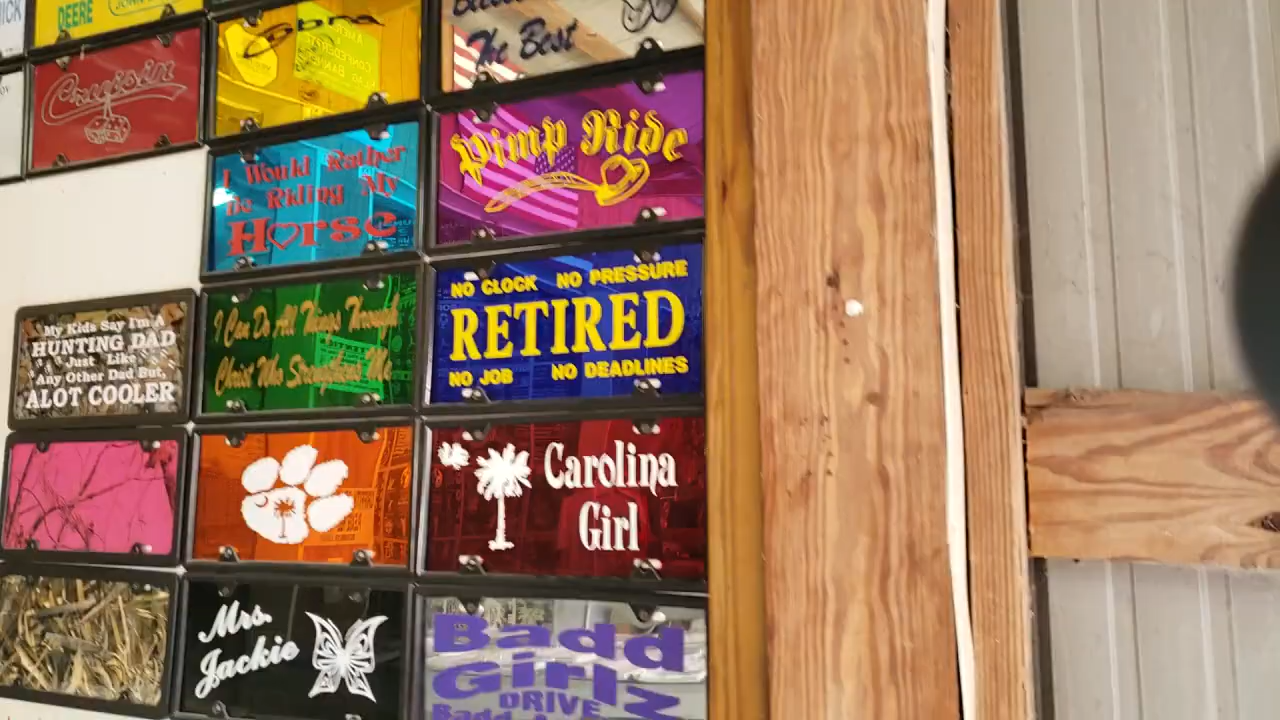 DEERE
Cruisin
bra
The Best
I Would Rather
Be Riding My
Horse
Pimp Ride
My Kids Say I'm A
HUNTING DAD
Just Like
Any Other Dad But,
ALOT COOLER
I Can Do All Things Through
Christ Who Strengthens Me
NO CLOCK NO PRESSURE
RETIRED
NO JOB NO DEADLINES
Carolina
Girl
Mrs.
Jackie
Badd
Girlz
DRIVE